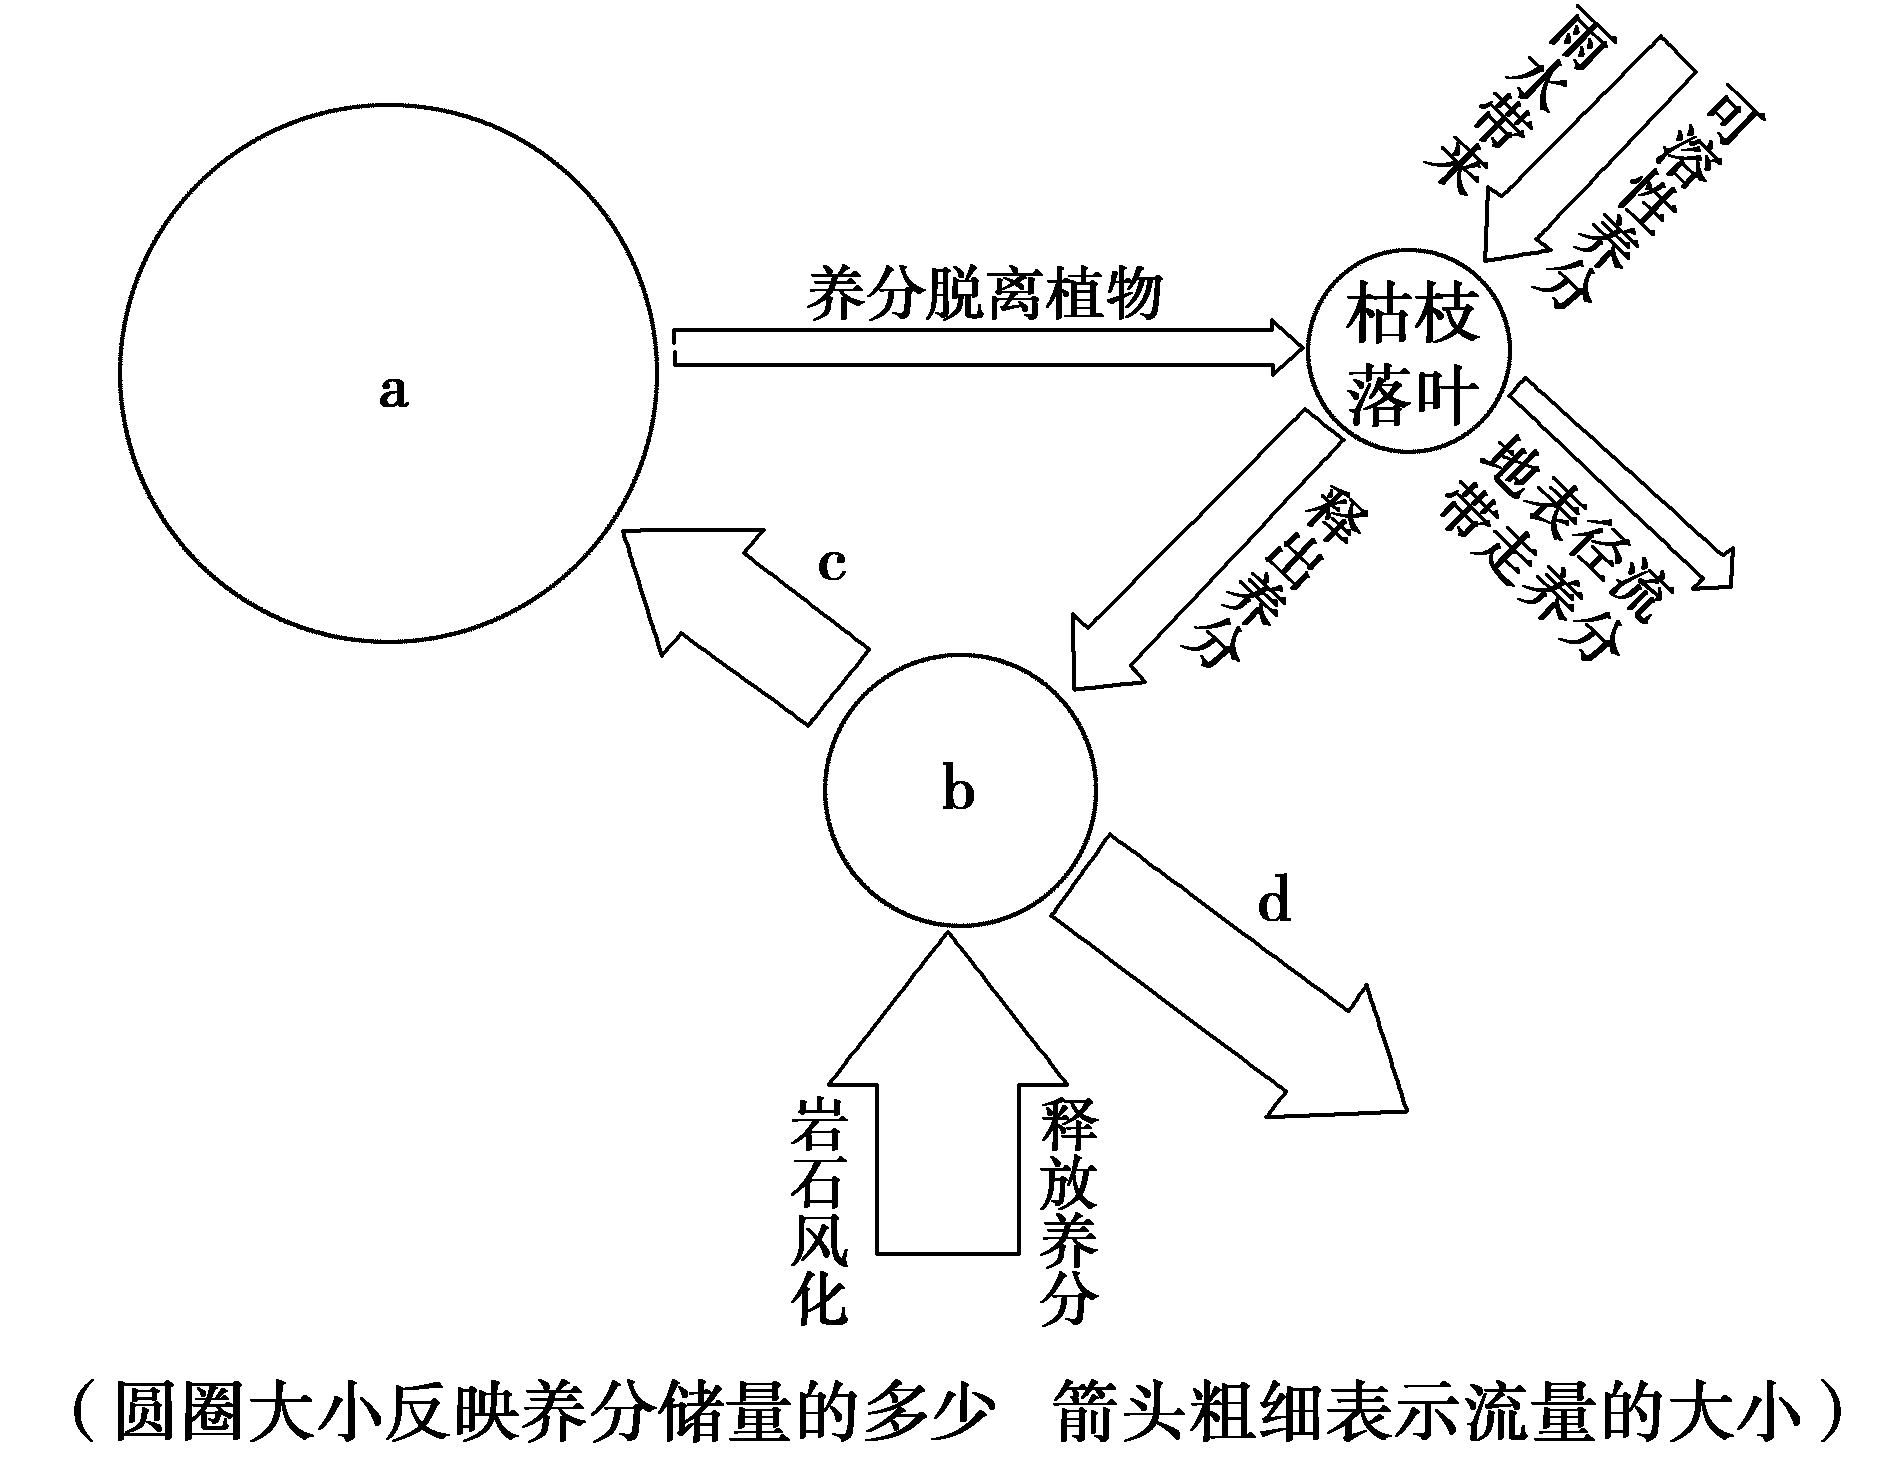 雨水带来
可溶性养分
养分脱离植物
枯枝
落叶
a
地表径流
带走养分
释出养分
c
b
d
岩石风化
释放养分
（圆圈大小反映养分储量的多少 箭头粗细表示流量的大小）